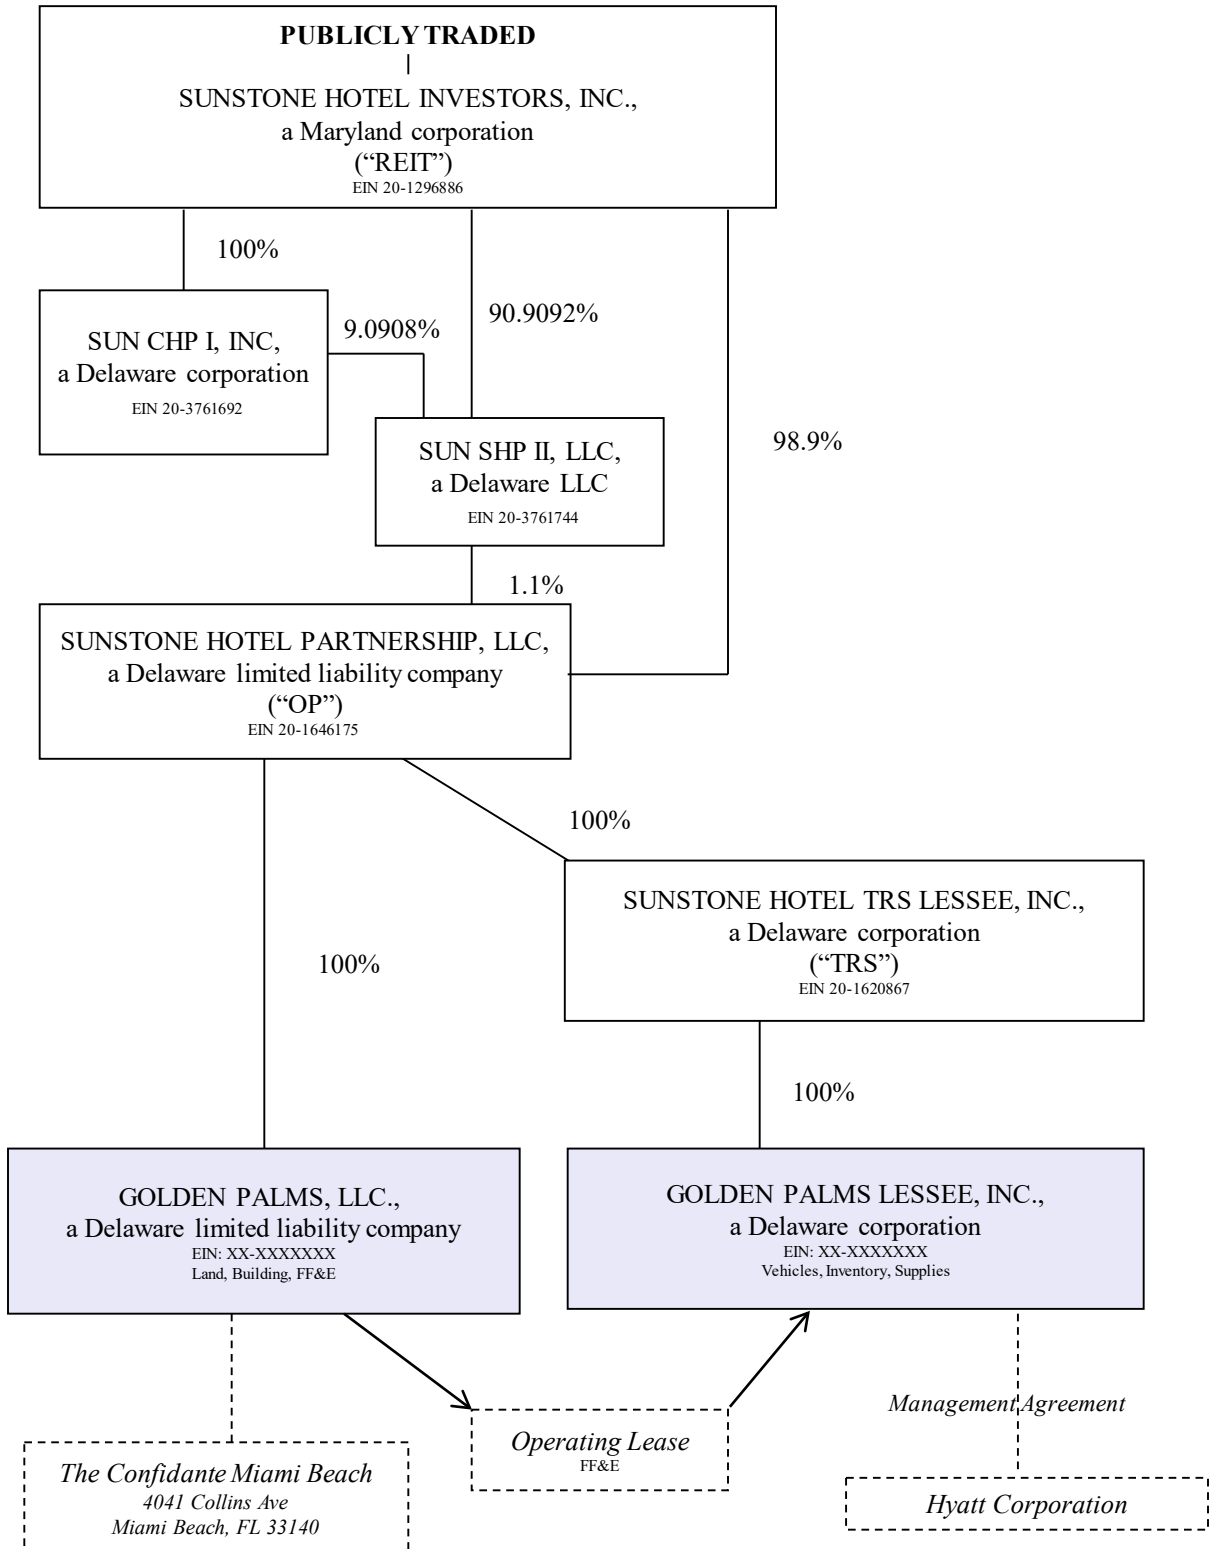 PUBLICLY TRADED
SUNSTONE HOTEL INVESTORS, INC.,
a Maryland corporation
(“REIT”)
EIN 20-1296886
100%
90.9092%
9.0908%
SUN CHP I, INC,
a Delaware corporation
EIN 20-3761692
98.9%
SUN SHP II, LLC,
a Delaware LLC
EIN 20-3761744
1.1%
SUNSTONE HOTEL PARTNERSHIP, LLC,
a Delaware limited liability company
(“OP”)
EIN 20-1646175
100%
SUNSTONE HOTEL TRS LESSEE, INC.,
a Delaware corporation
(“TRS”)
EIN 20-1620867
100%
100%
GOLDEN PALMS, LLC.,
a Delaware limited liability company
EIN: XX-XXXXXXX
Land, Building, FF&E
GOLDEN PALMS LESSEE, INC.,
a Delaware corporation
EIN: XX-XXXXXXX
Vehicles, Inventory, Supplies
Management Agreement
Operating Lease
FF&E
The Confidante Miami Beach
4041 Collins Ave
Miami Beach, FL 33140
Hyatt Corporation